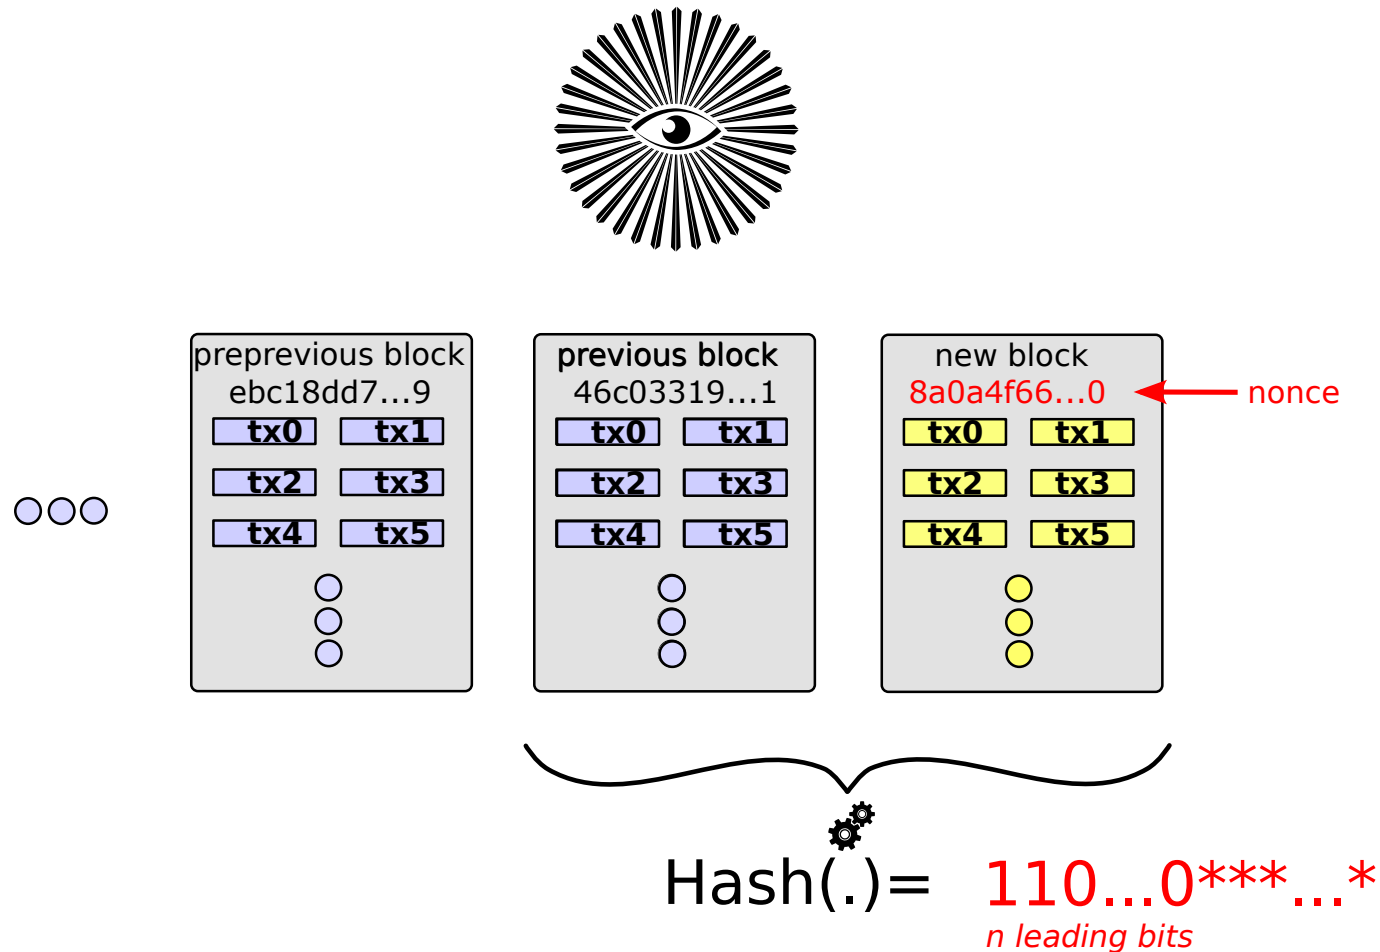 preprevious block
ebc18dd7...9
tx0 tx1
tx2 tx3
tx4 tx5
previous block
46c03319...1
tx0 tx1
tx2 tx3
tx4 tx5
new block
8a0a4f66...0
nonce
tx0 tx1
tx2 tx3
tx4 tx5
Hash(.)= 110...0***...*
n leading bits